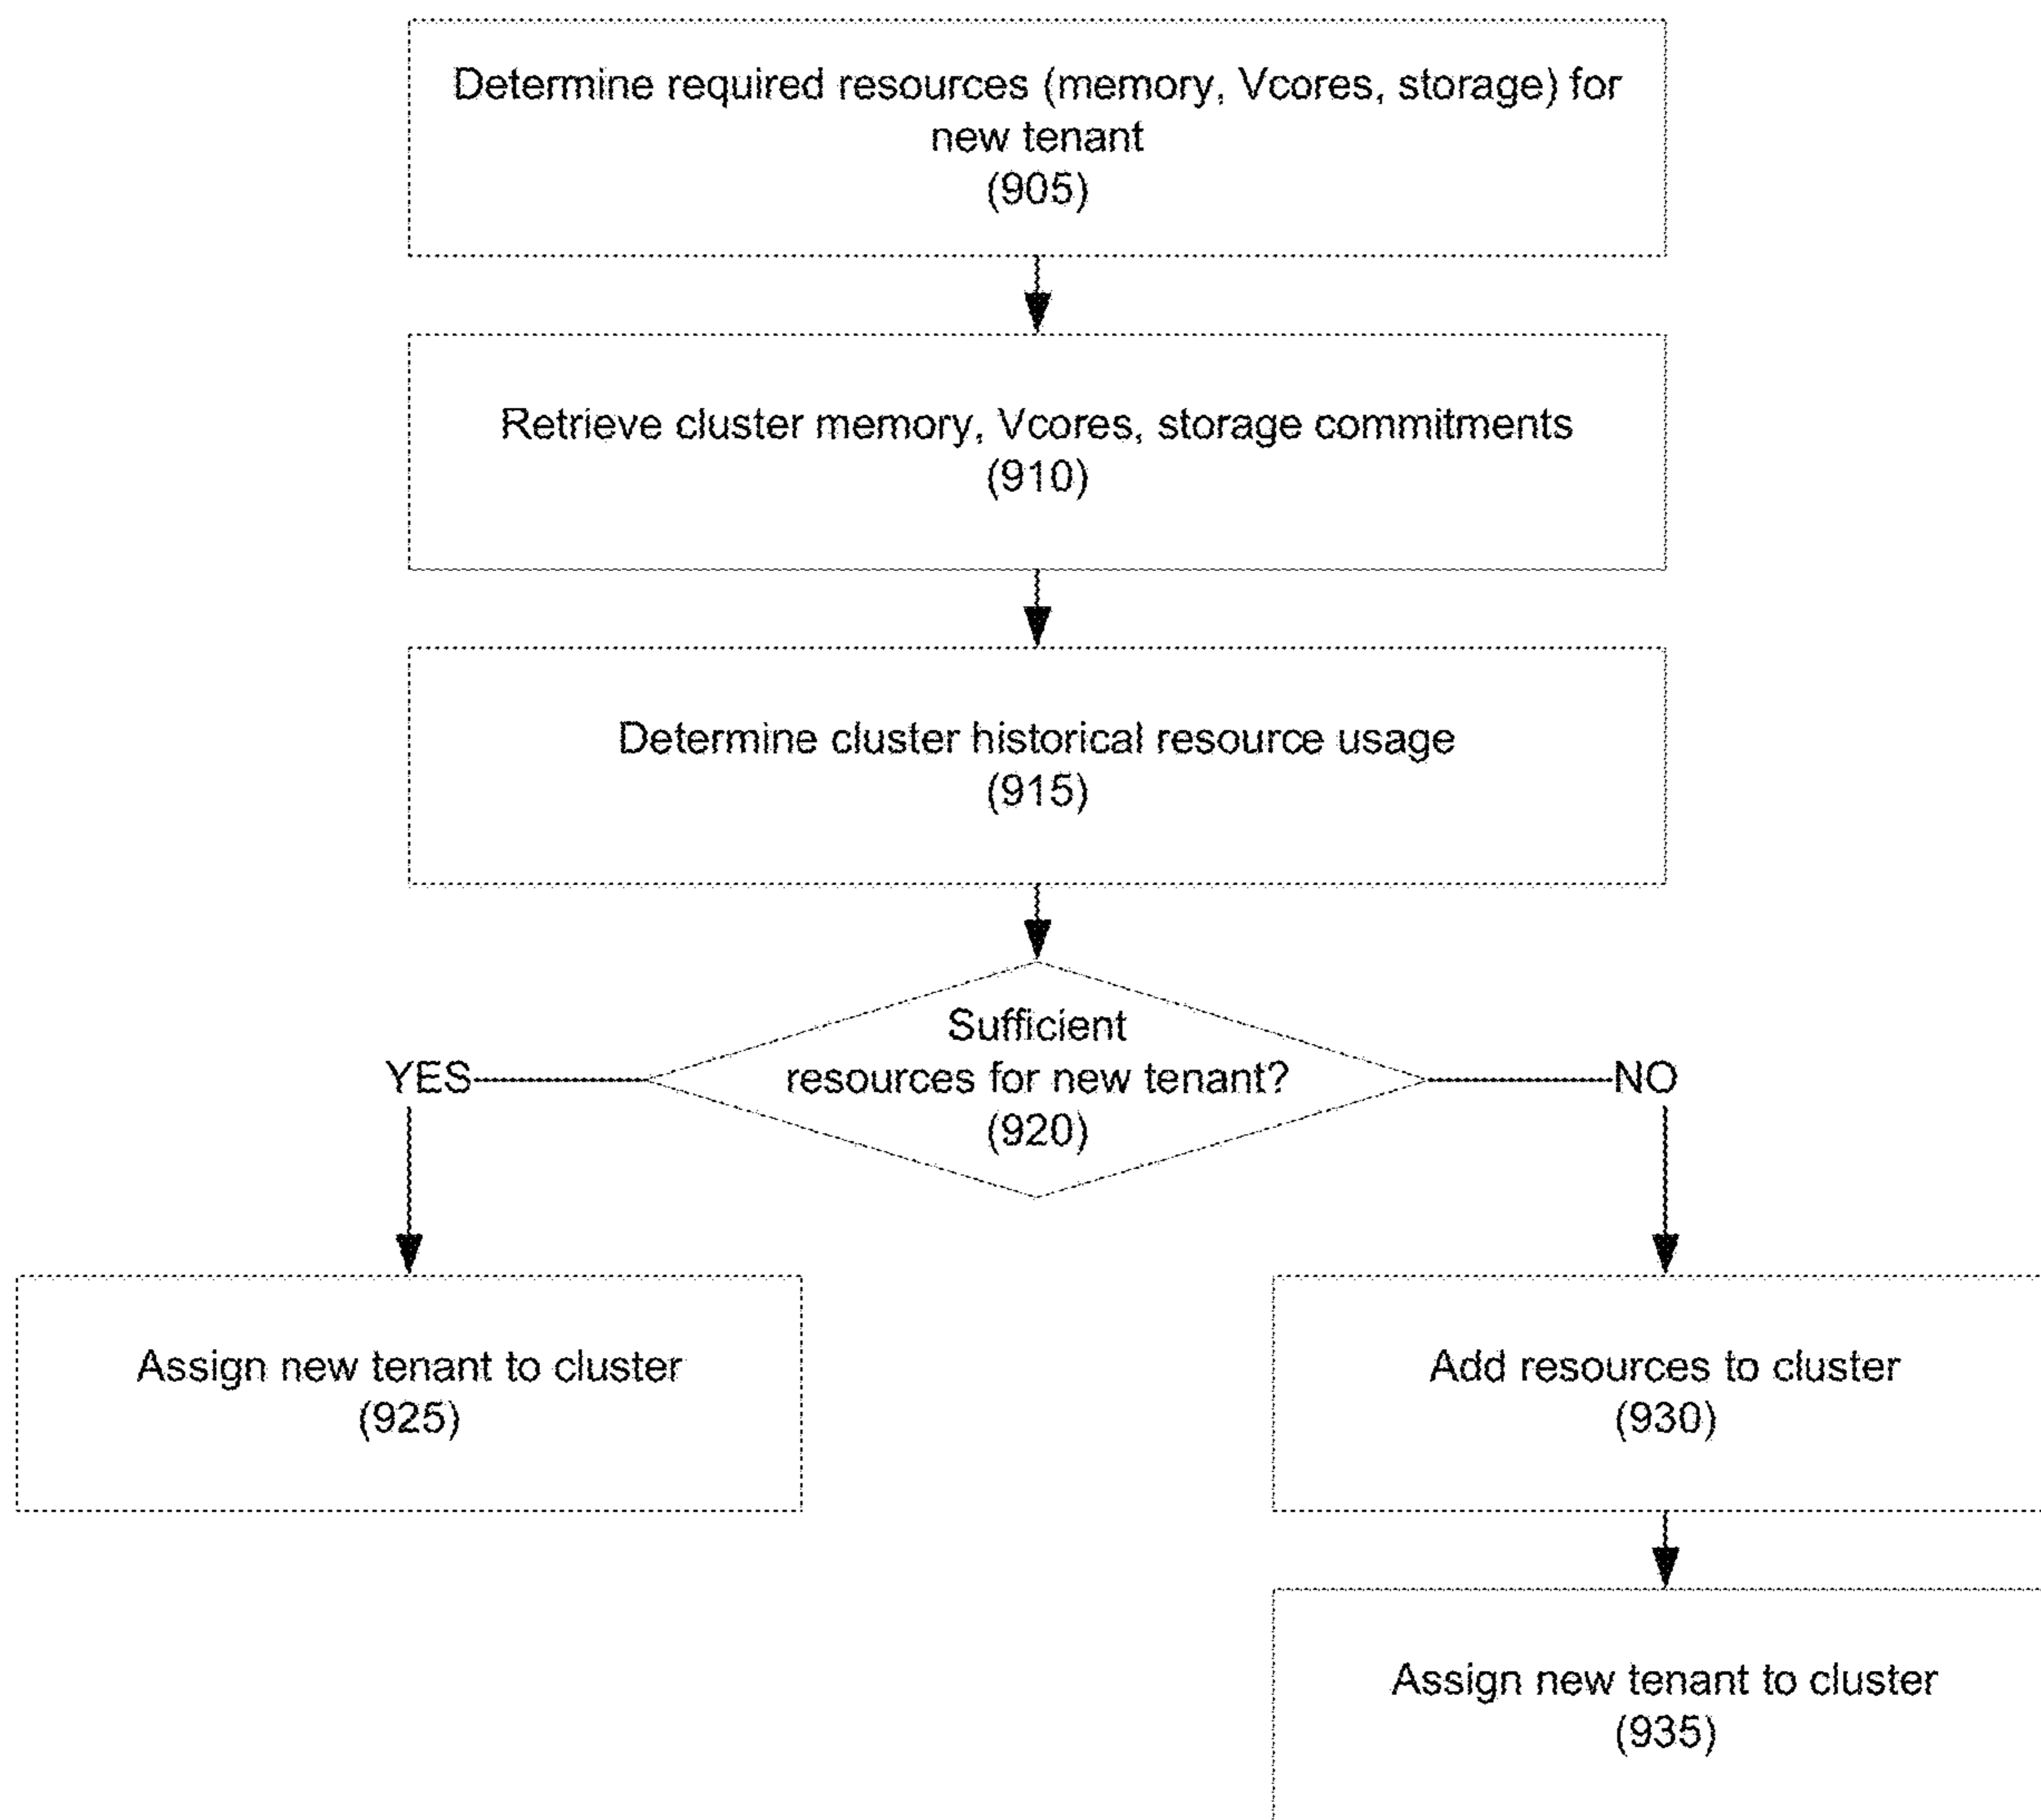 Determine required resources (memory, Vcores, storage) for
new tenant
(905)
Retrieve cluster memory, Vcores, storage commitments
(910)
Determine cluster historical resource usage
(915)
Sufficient
resources for new tenant?
(920)
YES
NO
Assign new tenant to cluster
(925)
Add resources to cluster
(930)
Assign new tenant to cluster
(935)